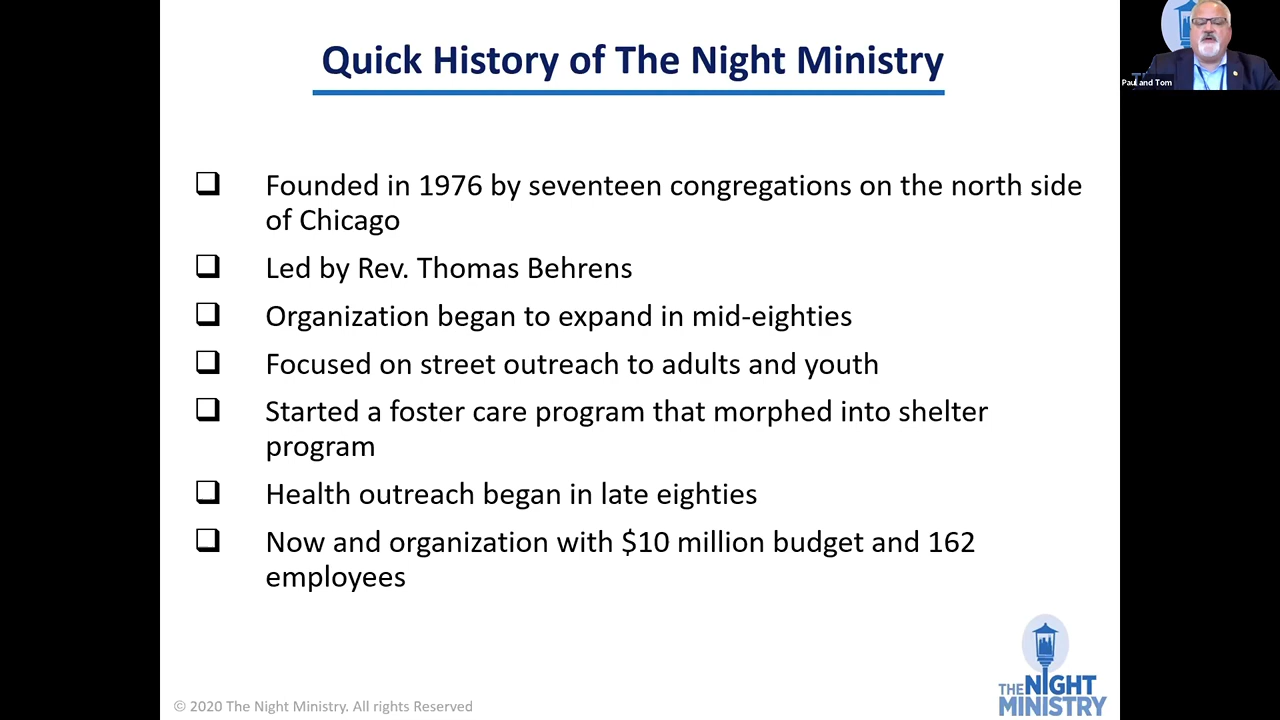 Quick History of The Night Ministry
Paul and Tom
❑ Founded in 1976 by seventeen congregations on the north side
of Chicago
❑ Led by Rev. Thomas Behrens
❑ Organization began to expand in mid-eighties
❑ Focused on street outreach to adults and youth
❑ Started a foster care program that morphed into shelter
program
❑ Health outreach began in late eighties
❑ Now and organization with $10 million budget and 162
employees
© 2020 The Night Ministry. All rights Reserved
THE NIGHT
MINISTRY